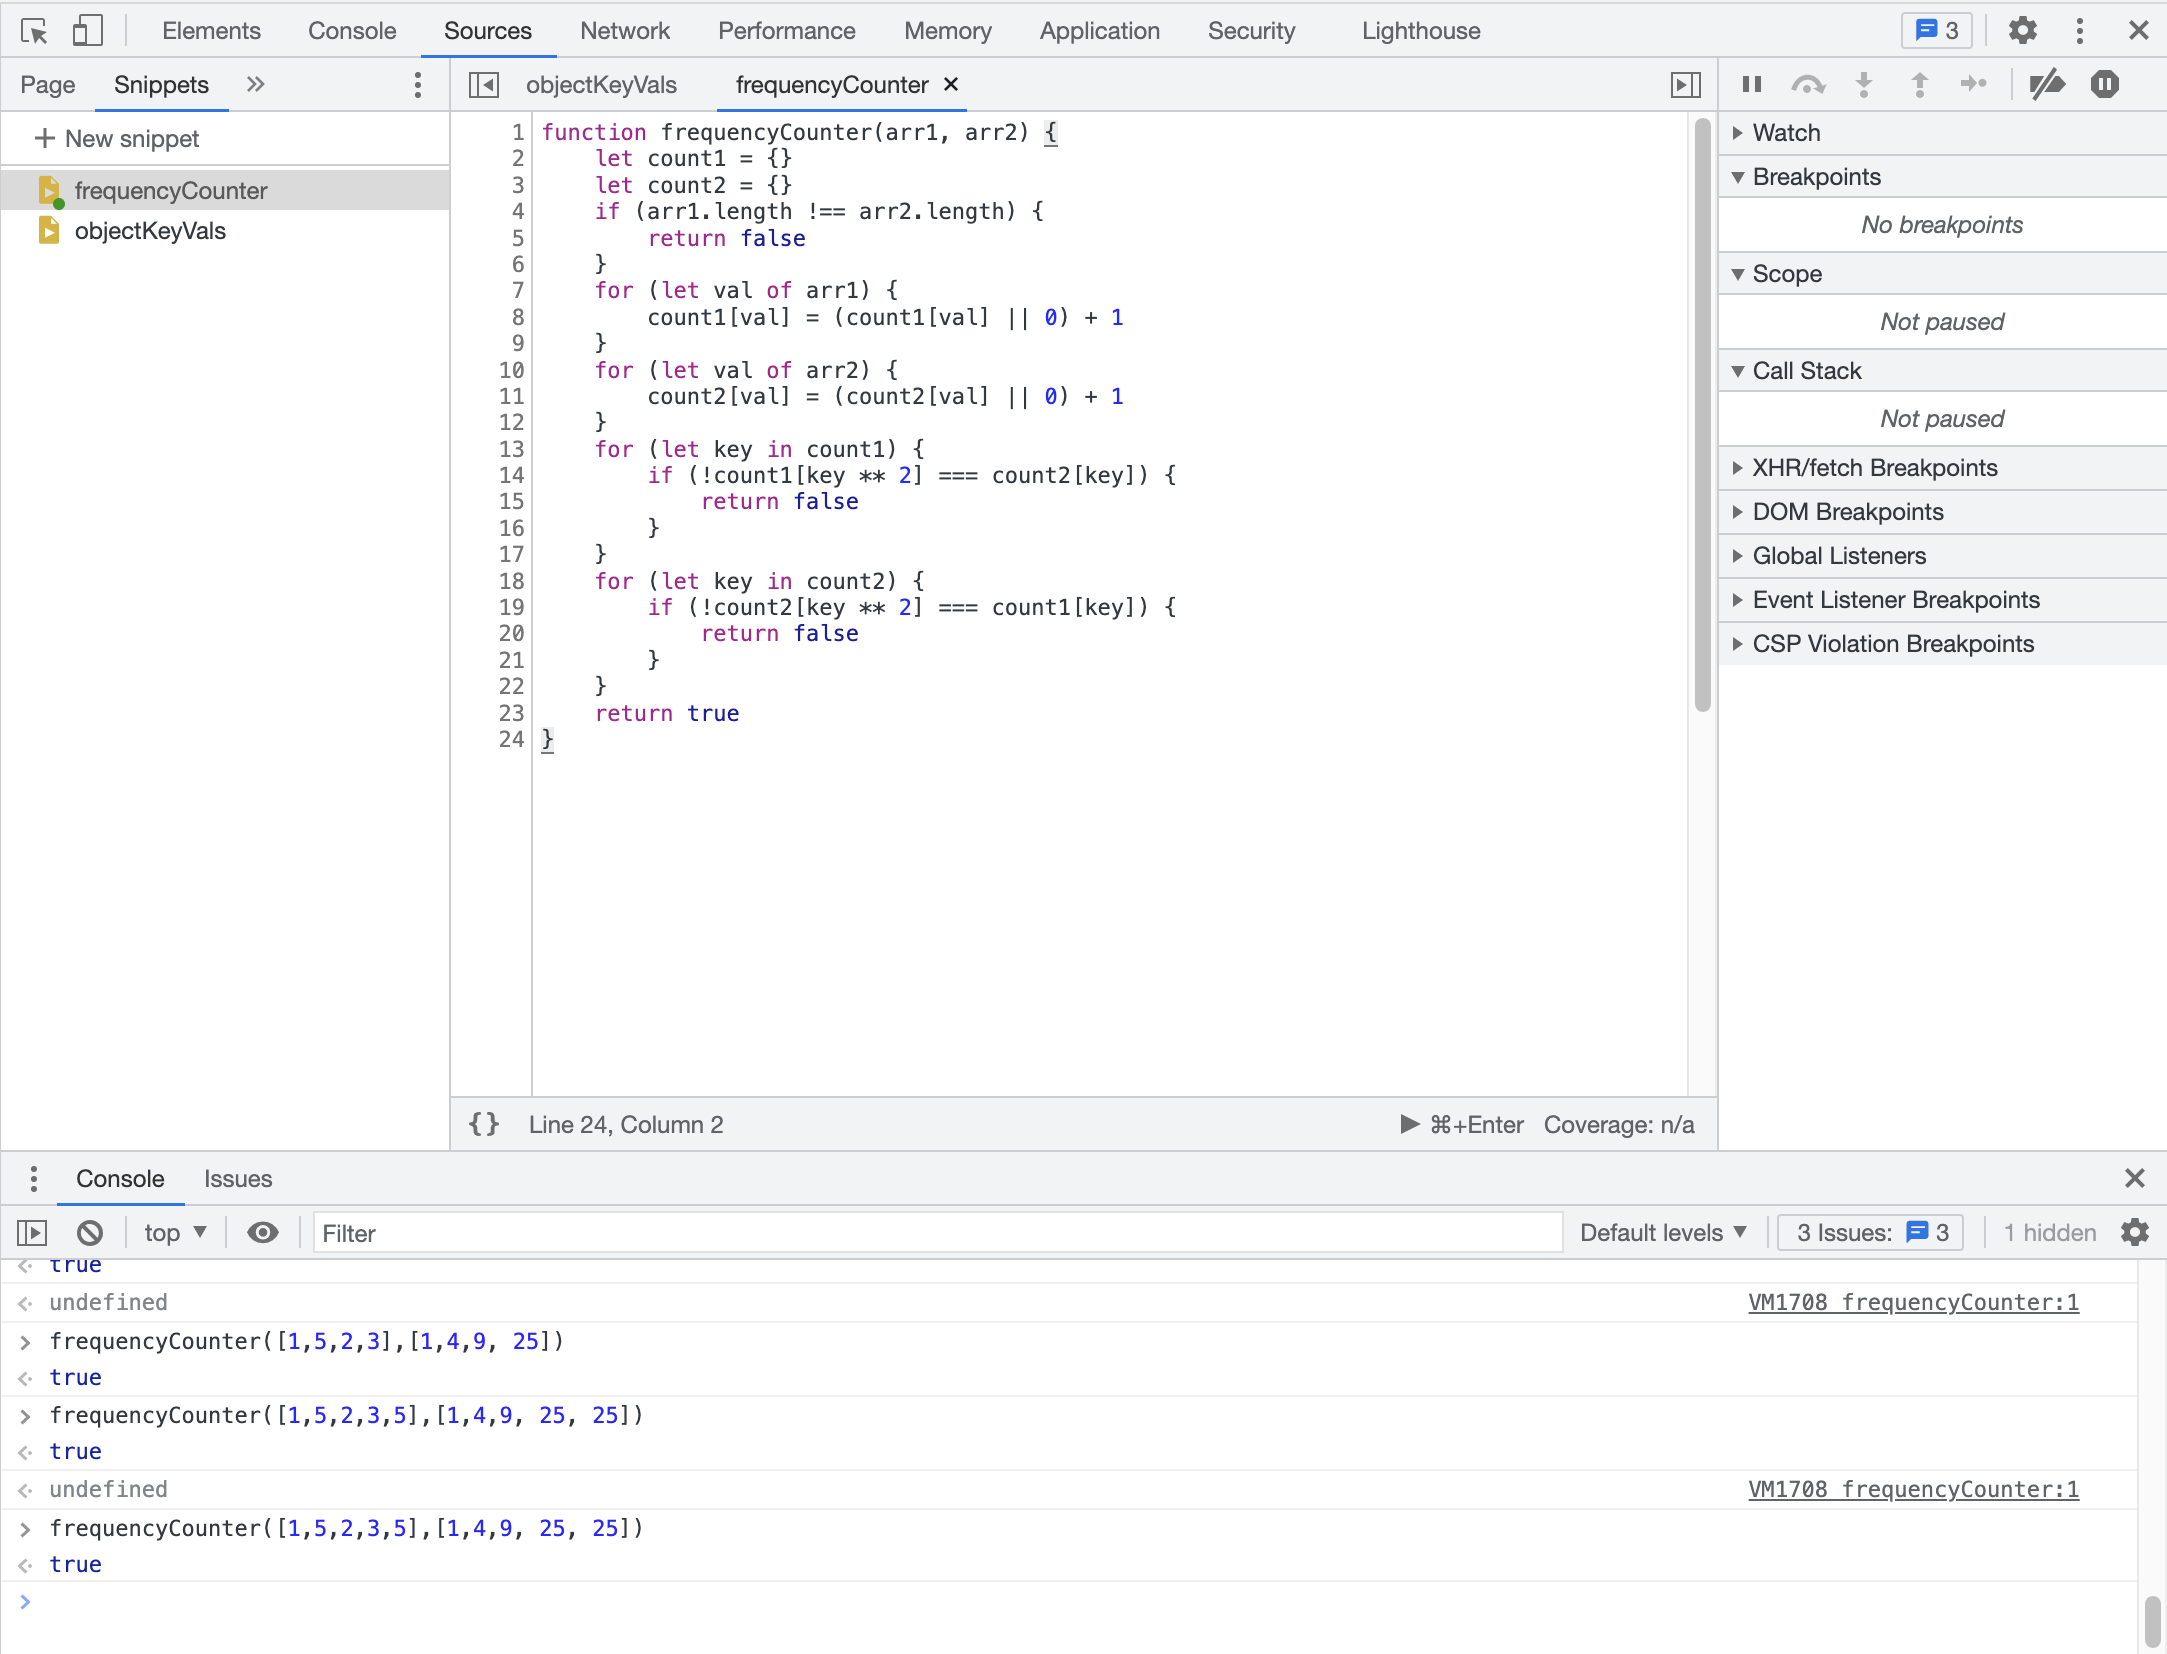 Elements Console Sources Network Performance Memory Application Security Lighthouse 3
Page Snippets
objectKeyVals frequencyCounter
New snippet
frequencyCounter
objectKeyVals
1 function frequencyCounter(arr1, arr2) {
2 let count1 = {}
3 let count2 = {}
4 if (arr1.length !== arr2.length) {
5 return false
6 }
7 for (let val of arr1) {
8 count1[val] = (count1[val] || 0) + 1
9 }
10 for (let val of arr2) {
11 count2[val] = (count2[val] || 0) + 1
12 }
13 for (let key in count1) {
14 if (!count1[key ** 2] === count2[key]) {
15 return false
16 }
17 }
18 for (let key in count2) {
19 if (!count2[key ** 2] === count1[key]) {
20 return false
21 }
22 }
23 return true
24 }
{} Line 24, Column 2 ⌘+Enter Coverage: n/a
Watch
Breakpoints
No breakpoints
Scope
Not paused
Call Stack
Not paused
XHR/fetch Breakpoints
DOM Breakpoints
Global Listeners
Event Listener Breakpoints
CSP Violation Breakpoints
Console Issues
top Filter Default levels 3 Issues: 3 1 hidden
true
undefined VM1708 frequencyCounter:1
frequencyCounter([1,5,2,3],[1,4,9, 25])
true
frequencyCounter([1,5,2,3,5],[1,4,9, 25, 25])
true
undefined VM1708 frequencyCounter:1
frequencyCounter([1,5,2,3,5],[1,4,9, 25, 25])
true